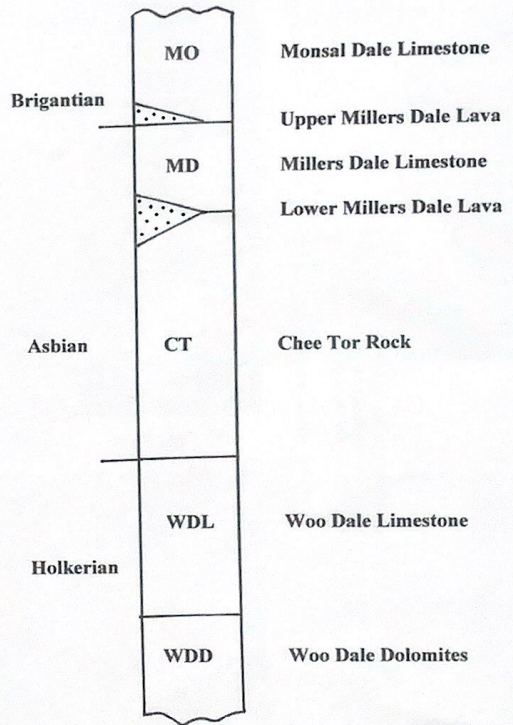 MO Monsal Dale Limestone
Brigantian
Upper Millers Dale Lava
MD Millers Dale Limestone
Lower Millers Dale Lava
Asbian CT Chee Tor Rock
WDL Woo Dale Limestone
Holkerian
WDD Woo Dale Dolomites